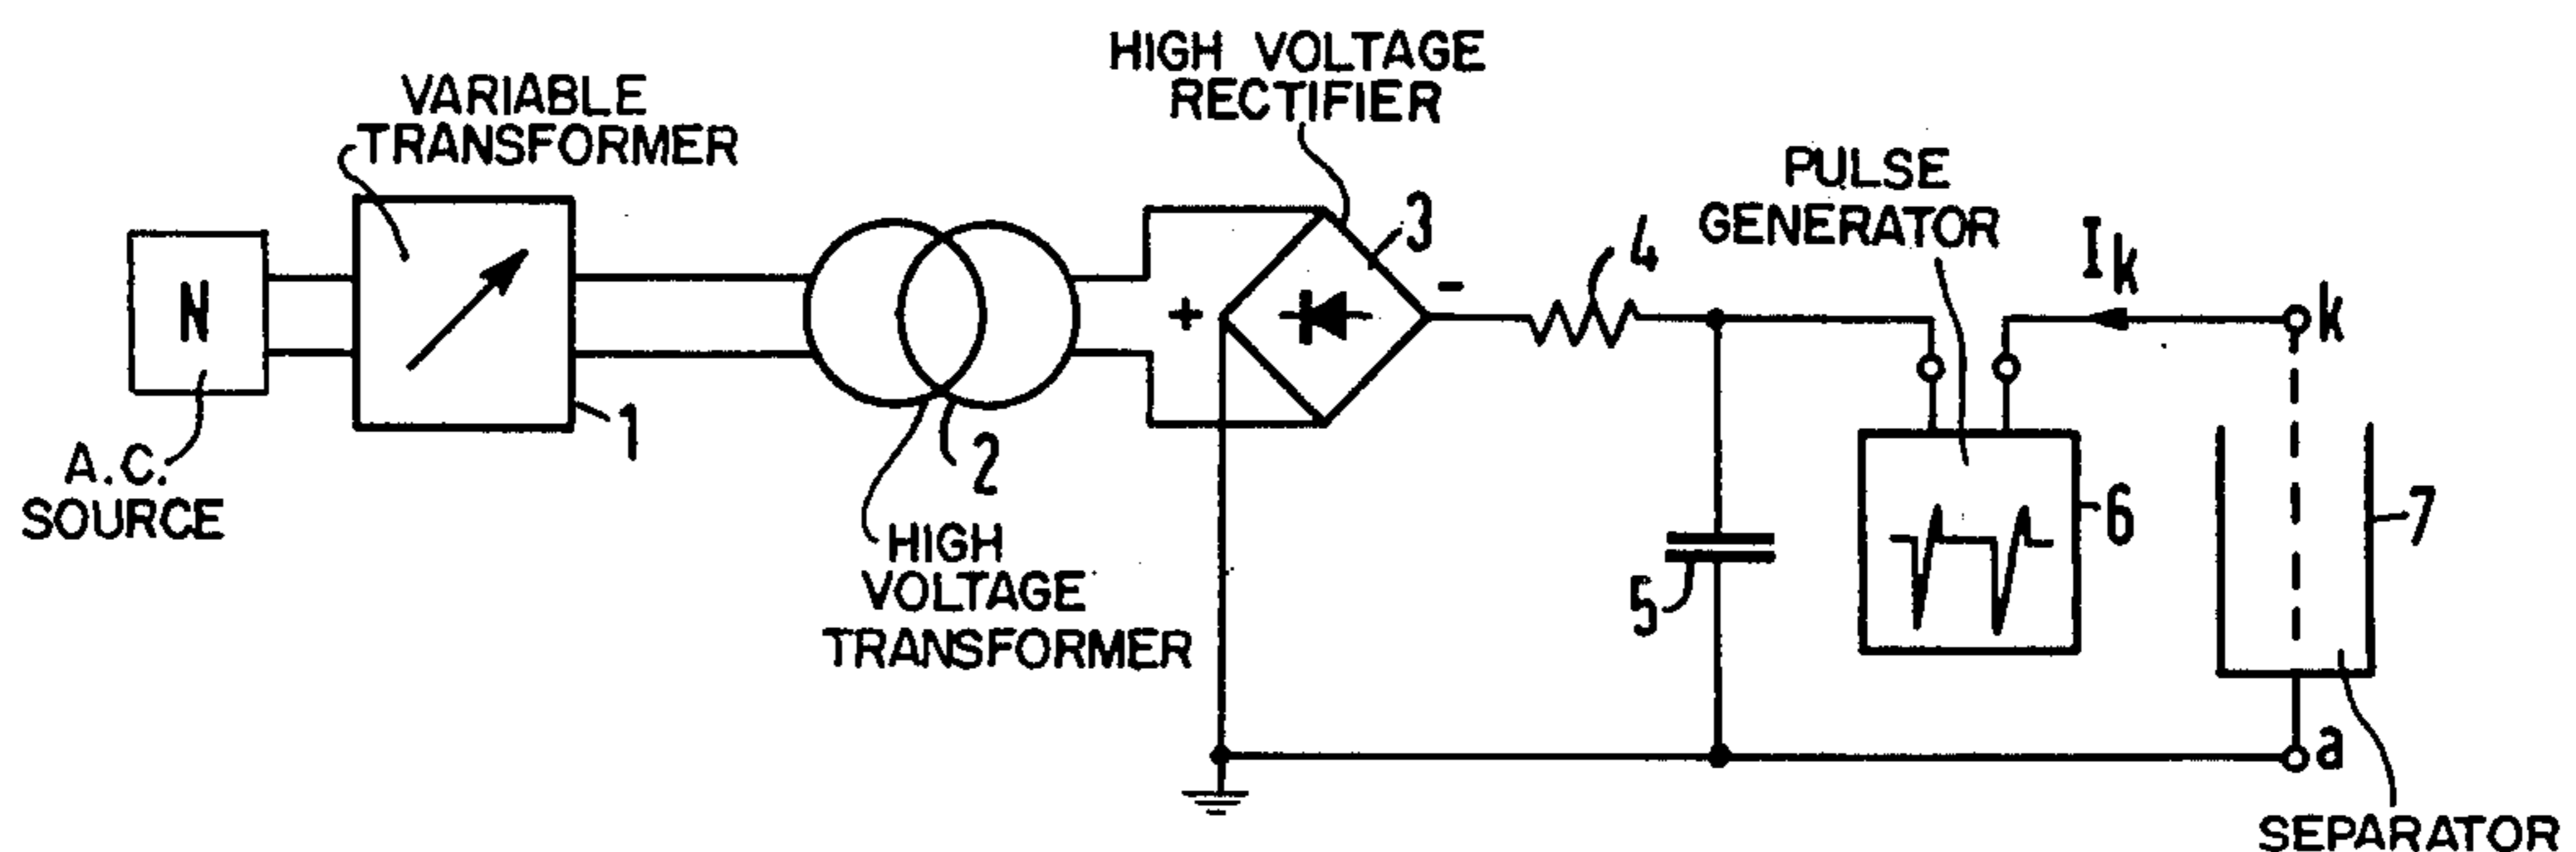 HIGH VOLTAGE
RECTIFIER
VARIABLE
TRANSFORMER
PULSE
GENERATOR
3
4
I k
N
+
-
k
1
2
A.C.
SOURCE
HIGH
VOLTAGE
TRANSFORMER
5
6
7
a
SEPARATOR